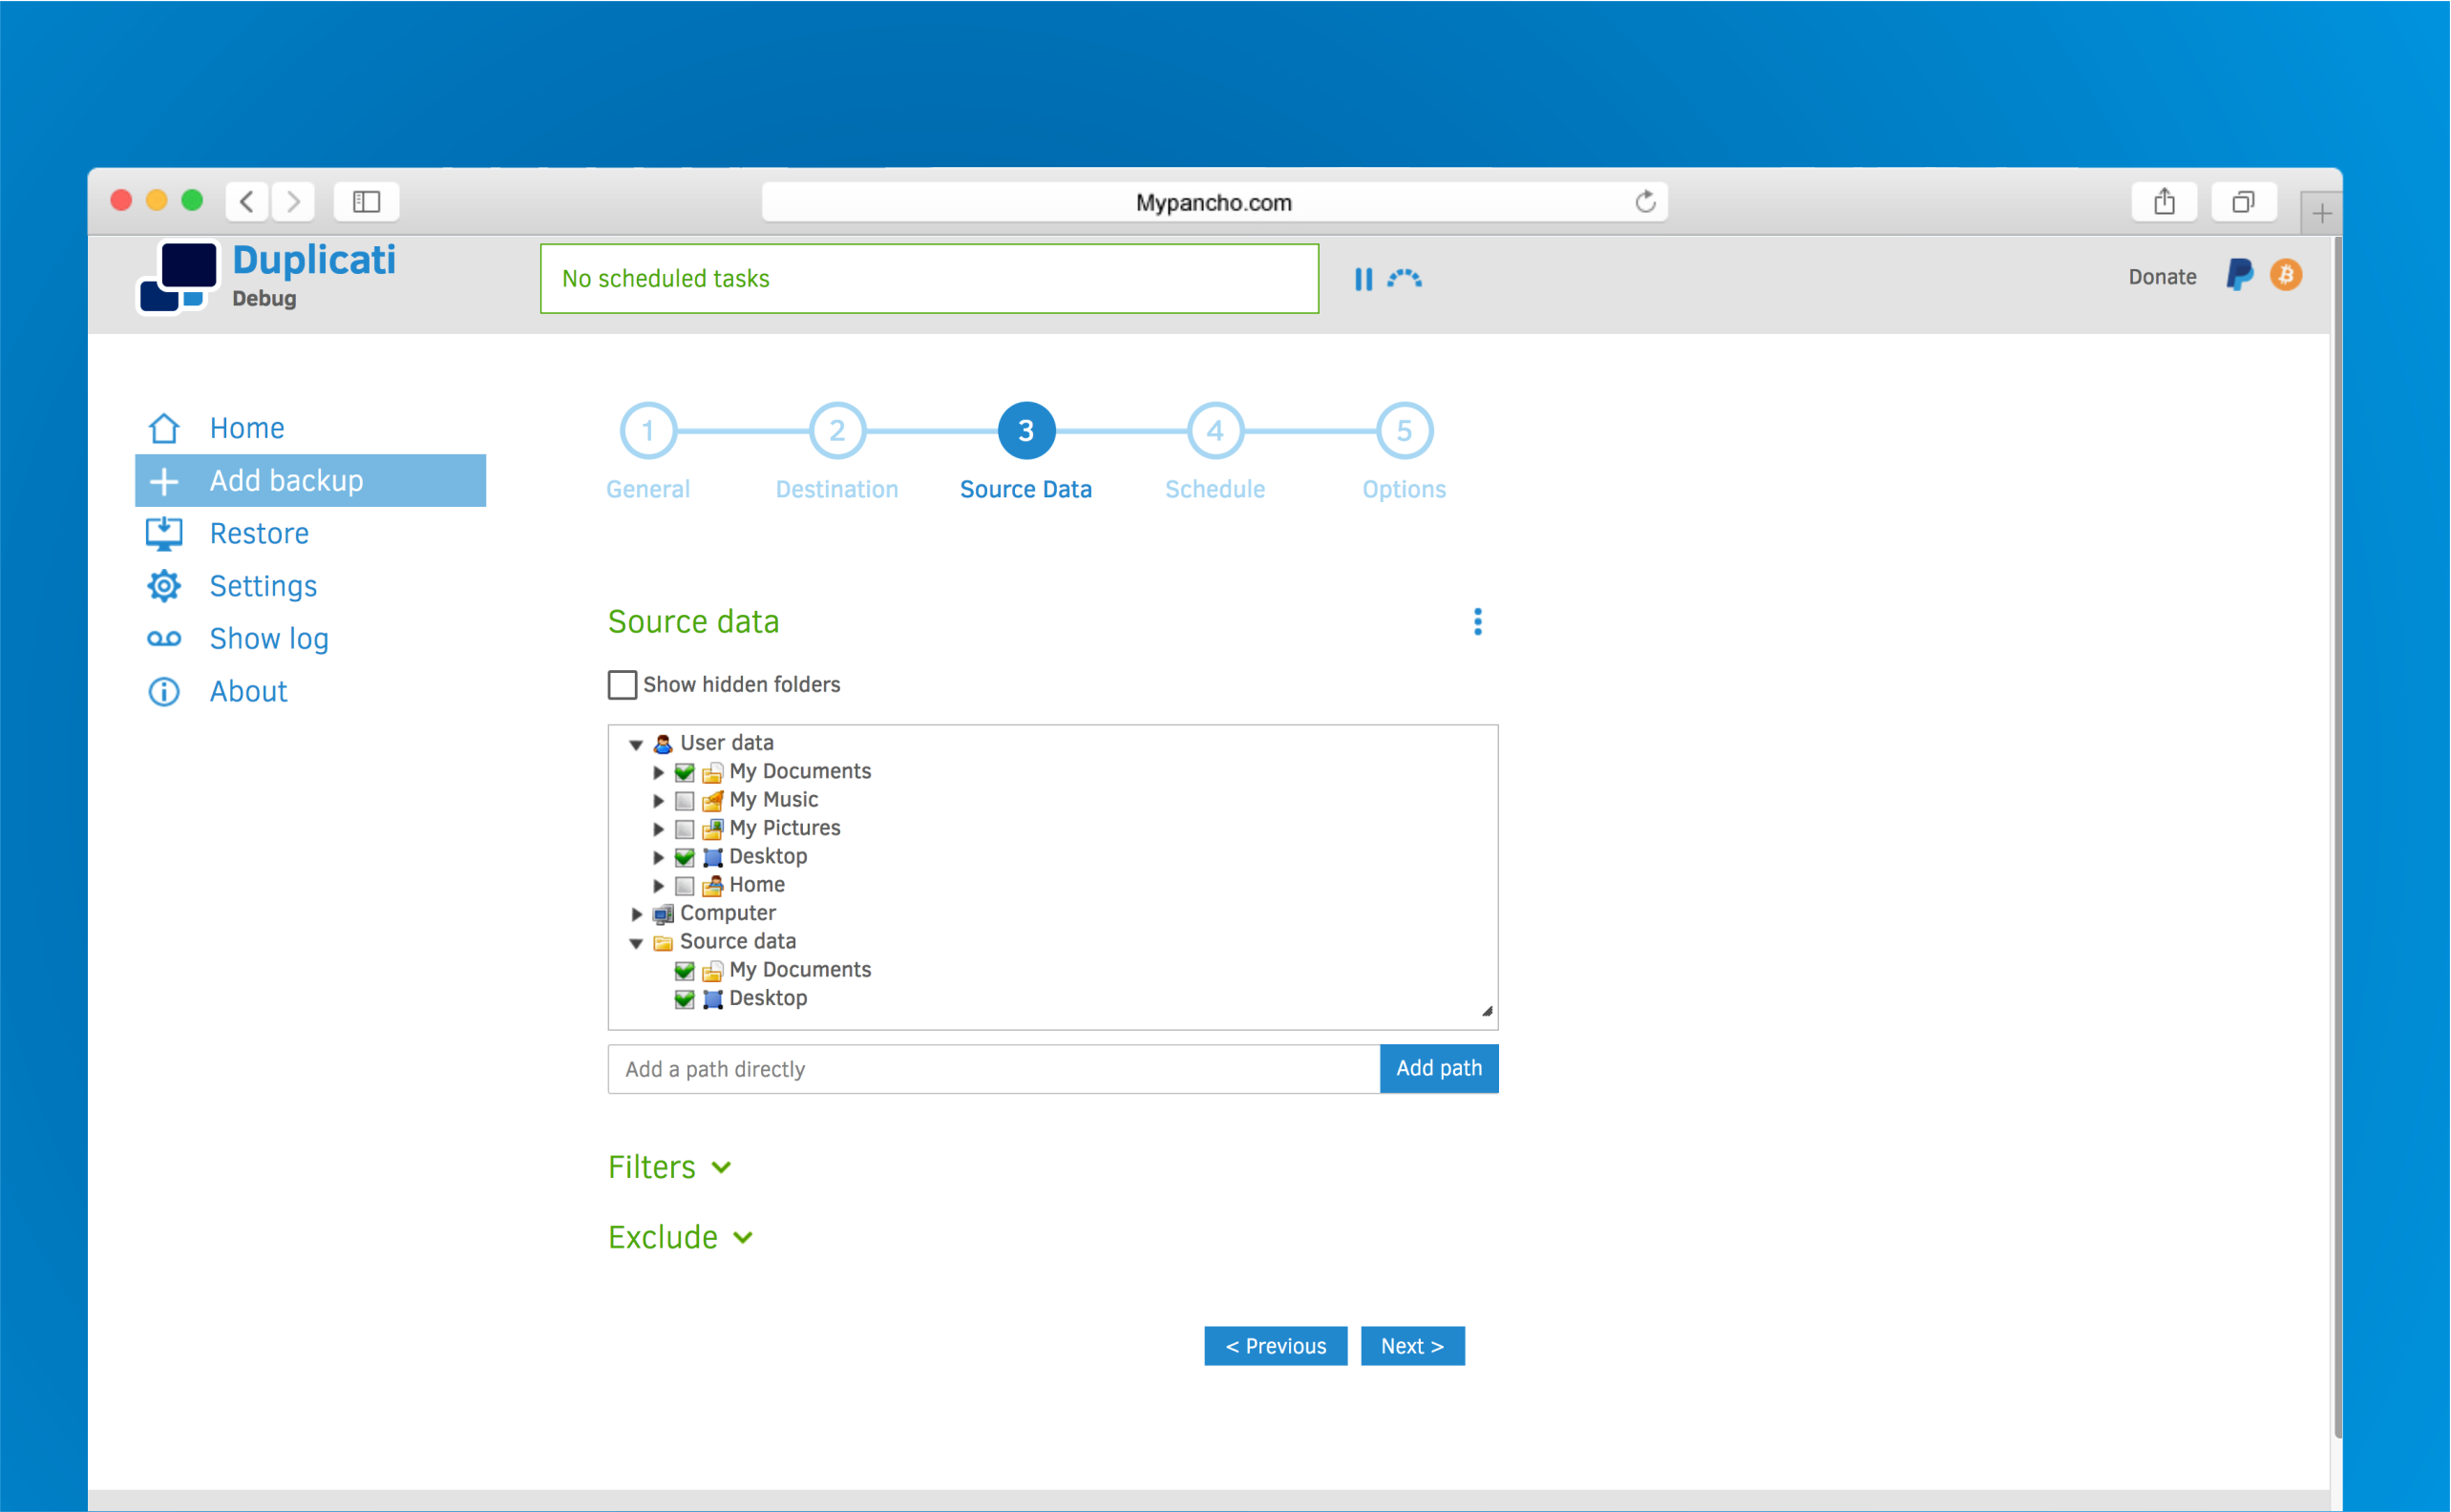 Mypancho.com
Duplicati
Debug
No scheduled tasks
Donate
Home
Add backup
Restore
Settings
Show log
About
1 2 3 4 5
General Destination Source Data Schedule Options
Source data
Show hidden folders
User data
My Documents
My Music
My Pictures
Desktop
Home
Computer
Source data
My Documents
Desktop
Add a path directly Add path
Filters
Exclude
< Previous Next >